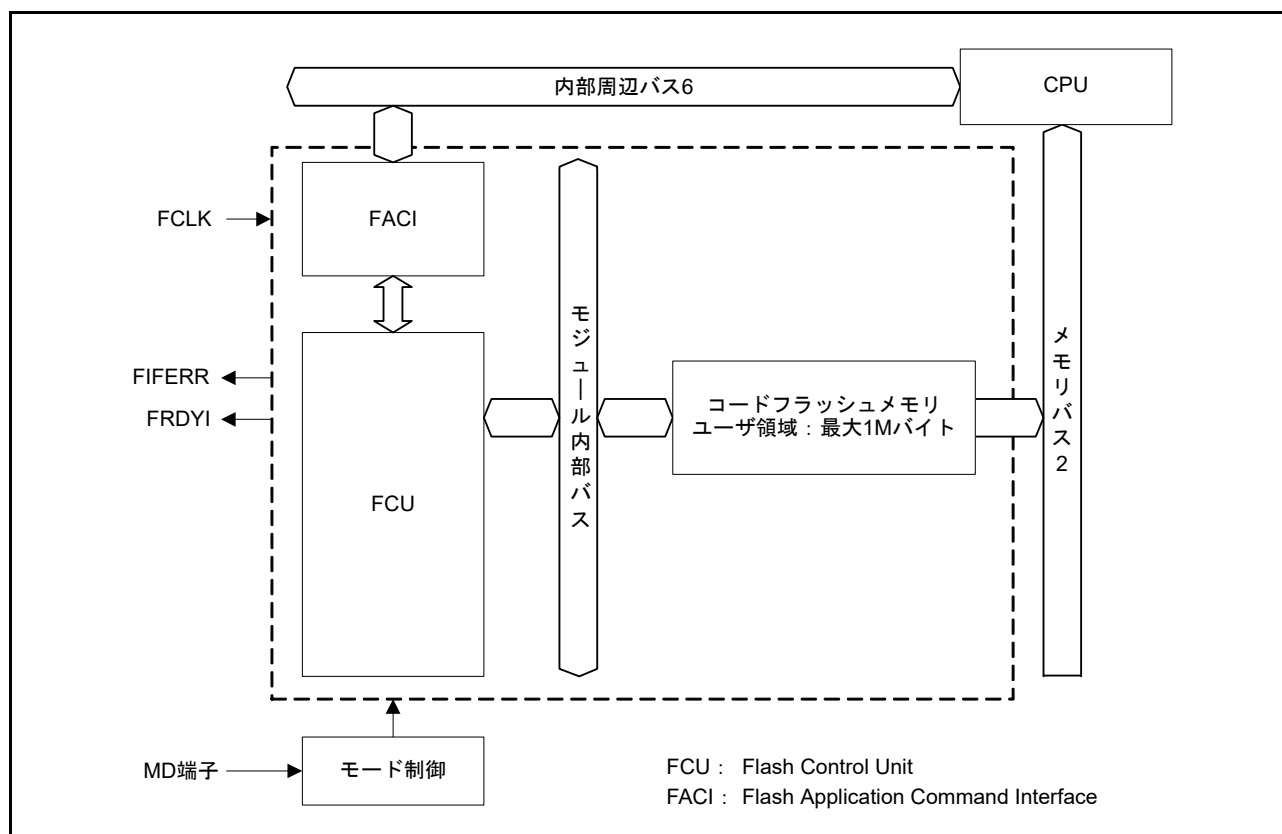 内部周辺バス6
CPU
FCLK
FACI
モジュール内部バス
メモリバス2
FIFERR
FRDYI
FCU
コードフラッシュメモリ
ユーザ領域：最大1Mバイト
MD端子
モード制御
FCU： Flash Control Unit
FACI： Flash Application Command Interface